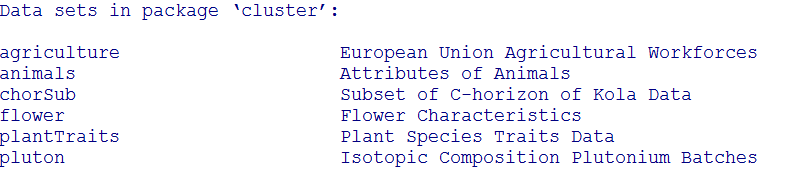 Data sets in package ‘cluster’:
agriculture European Union Agricultural Workforces
animals Attributes of Animals
chorSub Subset of C-horizon of Kola Data
flower Flower Characteristics
plantTraits Plant Species Traits Data
pluton Isotopic Composition Plutonium Batches